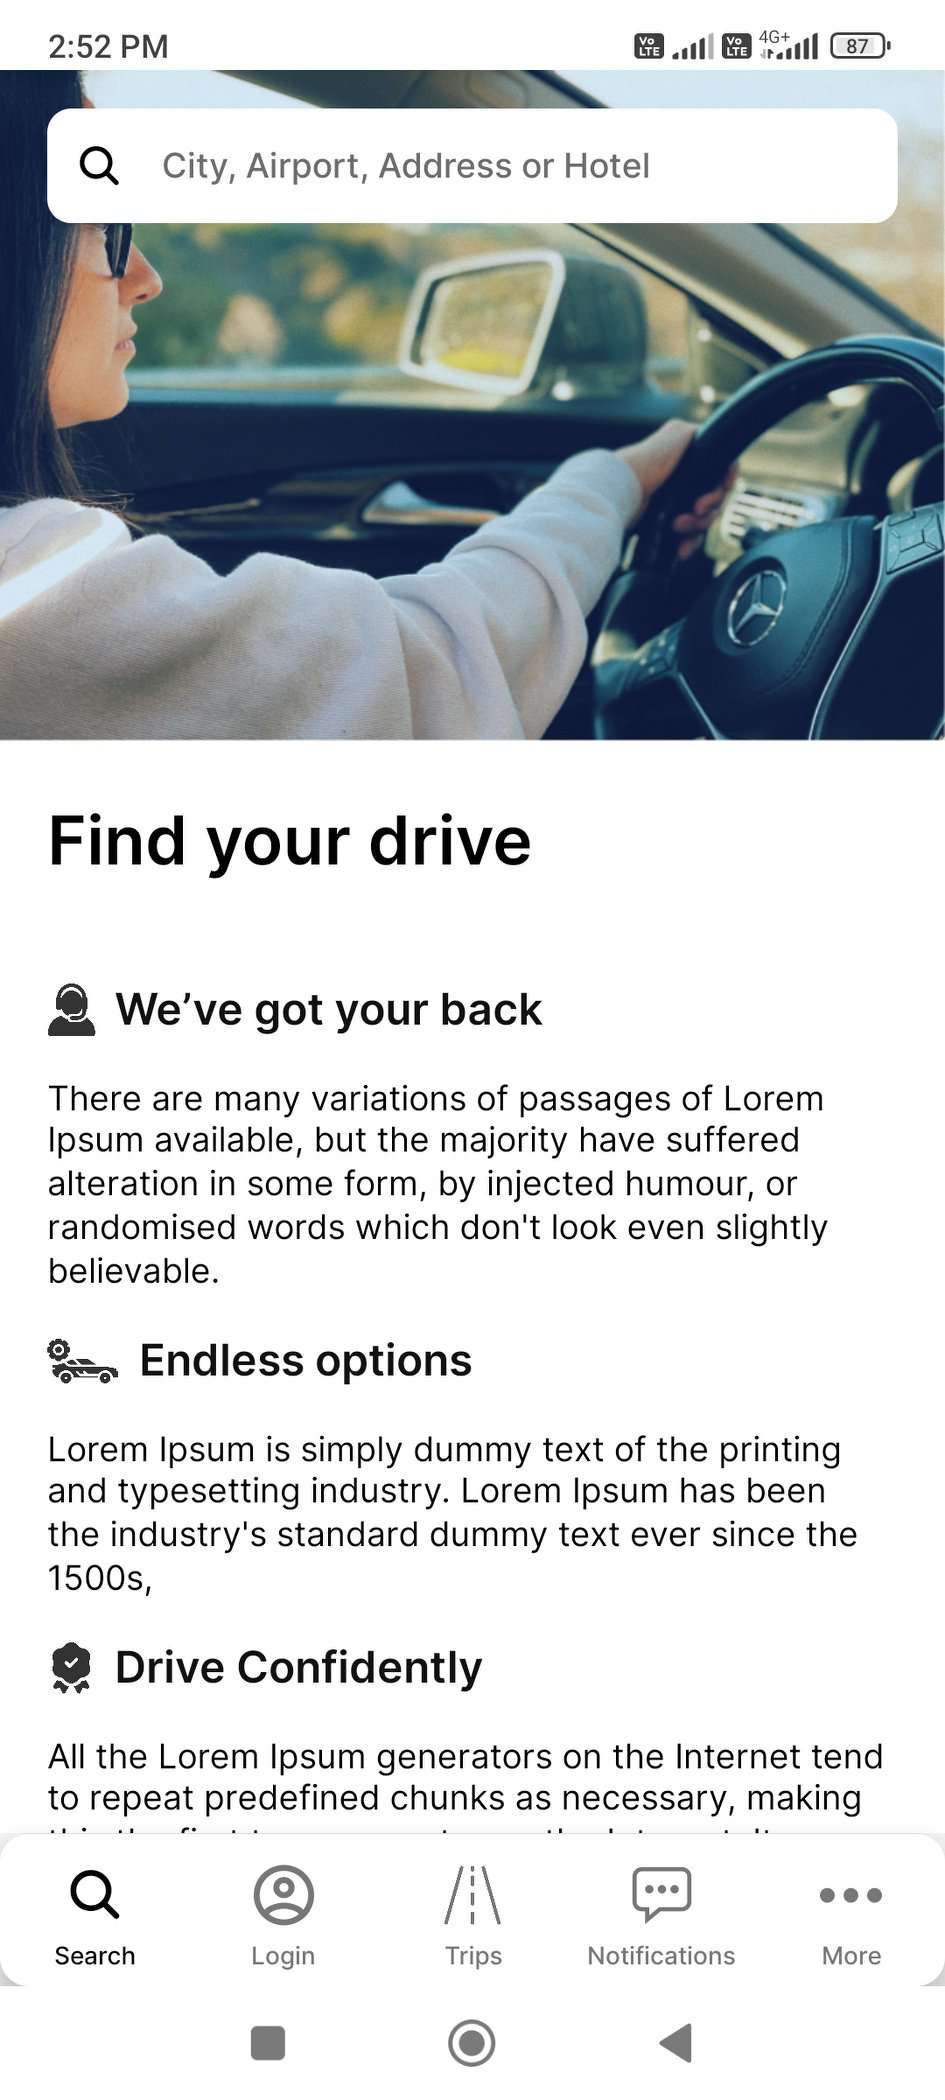 2:52 PM
Vo LTE
Vo LTE
4G+
87
City, Airport, Address or Hotel
Find your drive
We’ve got your back
There are many variations of passages of Lorem
Ipsum available, but the majority have suffered
alteration in some form, by injected humour, or
randomised words which don't look even slightly
believable.
Endless options
Lorem Ipsum is simply dummy text of the printing
and typesetting industry. Lorem Ipsum has been
the industry's standard dummy text ever since the
1500s,
Drive Confidently
All the Lorem Ipsum generators on the Internet tend
to repeat predefined chunks as necessary, making
Search
Login
Trips
Notifications
More